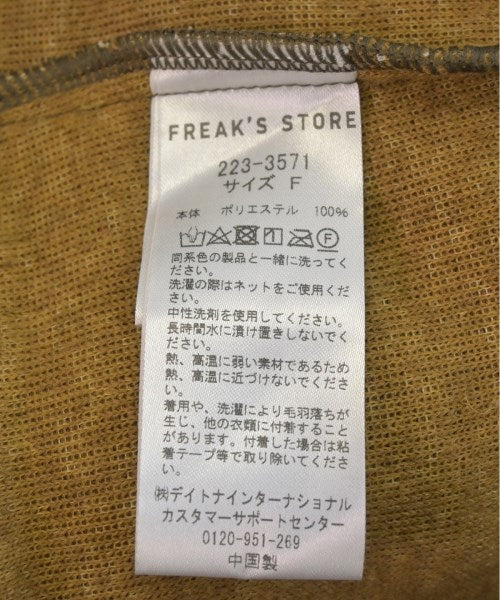 FREAK'S STORE
223-3571
サイズ F
本体 ポリエステル 100%
同系色の製品と一緒に洗ってく
ださい。
洗濯の際はネットをご使用くだ
さい。
中性洗剤を使用してください。
長時間水に漬け置きしないでく
ださい。
熱、高温に弱い素材であるため
熱、高温に近づけないでくださ
い。
着用や、洗濯により毛羽落ちが
生じ、他の衣類に付着すること
があります。付着した場合は粘
着テープ等で取り除いてくださ
い。
㈱デイトナインターナショナル
カスタマーサポートセンター
0120-951-269
中国製